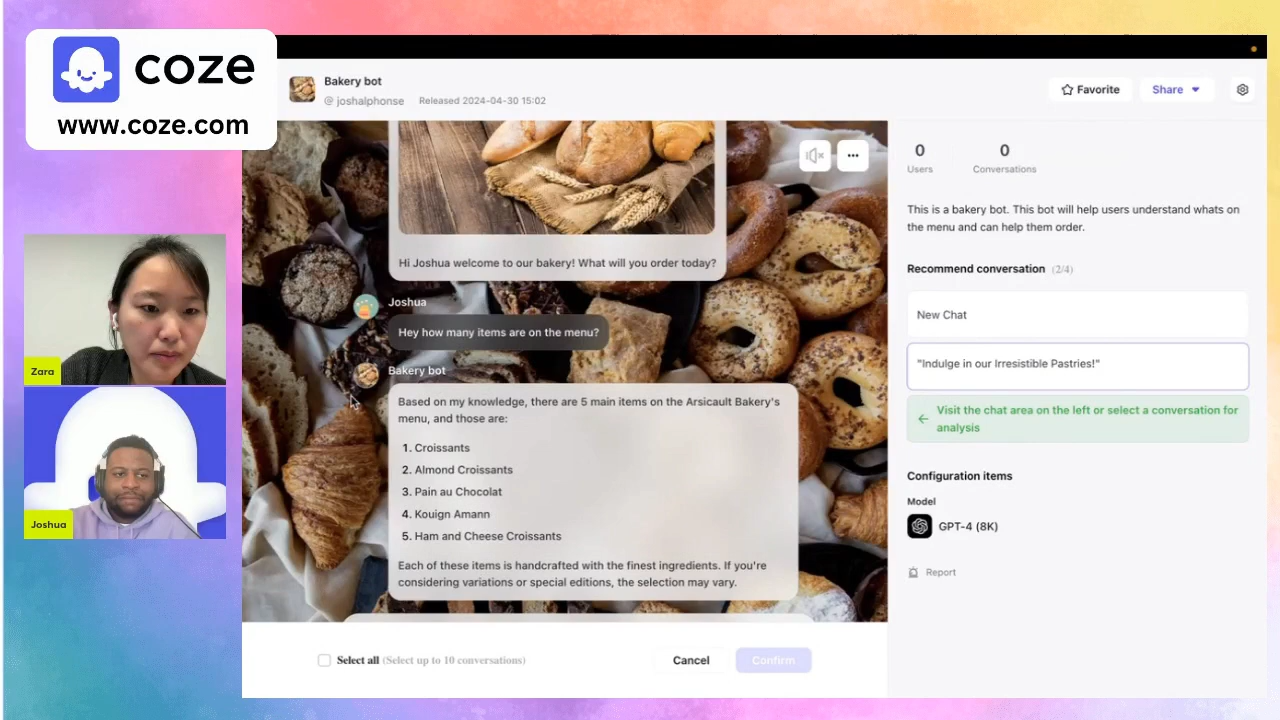 coze
www.coze.com
Bakery bot
@ joshalphonse Released 2024-04-30 15:02
Favorite
Share
Hi Joshua welcome to our bakery! What will you order today?
Joshua
Hey how many items are on the menu?
Bakery bot
Based on my knowledge, there are 5 main items on the Arsicault Bakery's
menu, and those are:
1. Croissants
2. Almond Croissants
3. Pain au Chocolat
4. Kouign Amann
5. Ham and Cheese Croissants
Each of these items is handcrafted with the finest ingredients. If you're
considering variations or special editions, the selection may vary.
Select all (Select up to 10 conversations)
Cancel
Confirm
0
Users
0
Conversations
This is a bakery bot. This bot will help users understand whats on
the menu and can help them order.
Recommend conversation (2/4)
New Chat
"Indulge in our Irresistible Pastries!"
Visit the chat area on the left or select a conversation for
analysis
Configuration items
Model
GPT-4 (8K)
Report
Zara
Joshua